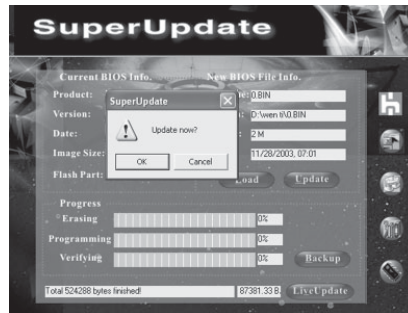 SuperUpdate
Current BIOS Info.
New BIOS File Info.
Product:
0.BIN
Version:
D:\wen ti\0.BIN
Date:
2 M
Image Size:
11/28/2003, 07:01
Flash Part:
Load
Update
SuperUpdate
Update now?
OK
Cancel
Progress
Erasing
0%
Programming
0%
Verifying
0%
Backup
Total 524288 bytes finished!
87381.33 B
LiveUpdate